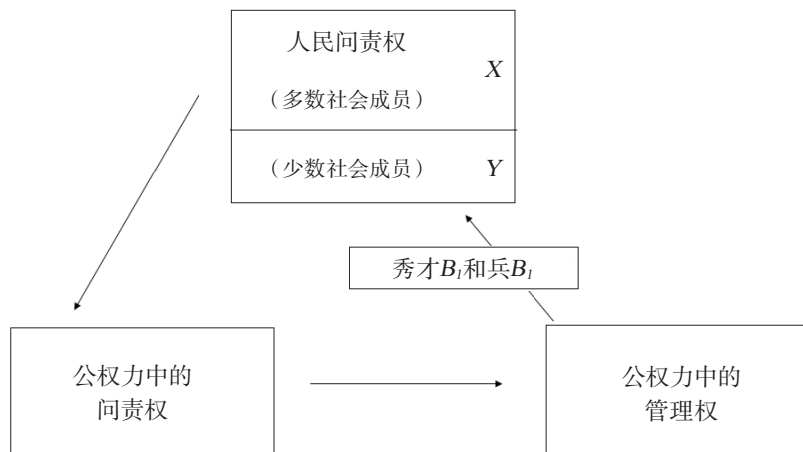 人民问责权
X
（多数社会成员）
（少数社会成员） Y
秀才B1和兵B1
公权力中的
问责权
公权力中的
管理权